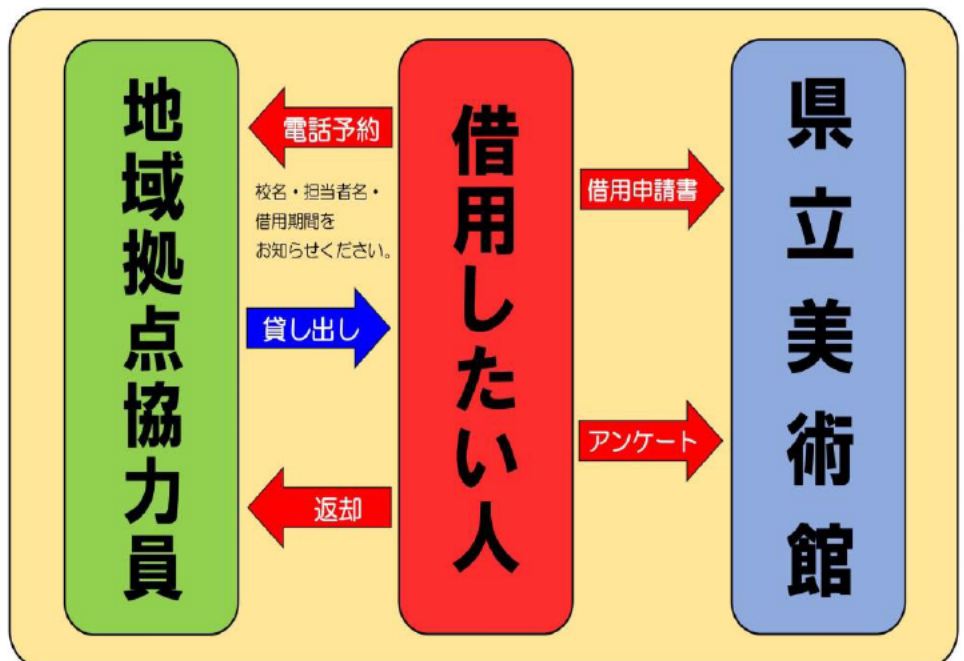 地域拠点協力員
電話予約
校名・担当者名・
借用期間を
お知らせください。
貸し出し
返却
借用したい人
借用申請書
アンケート
県立美術館